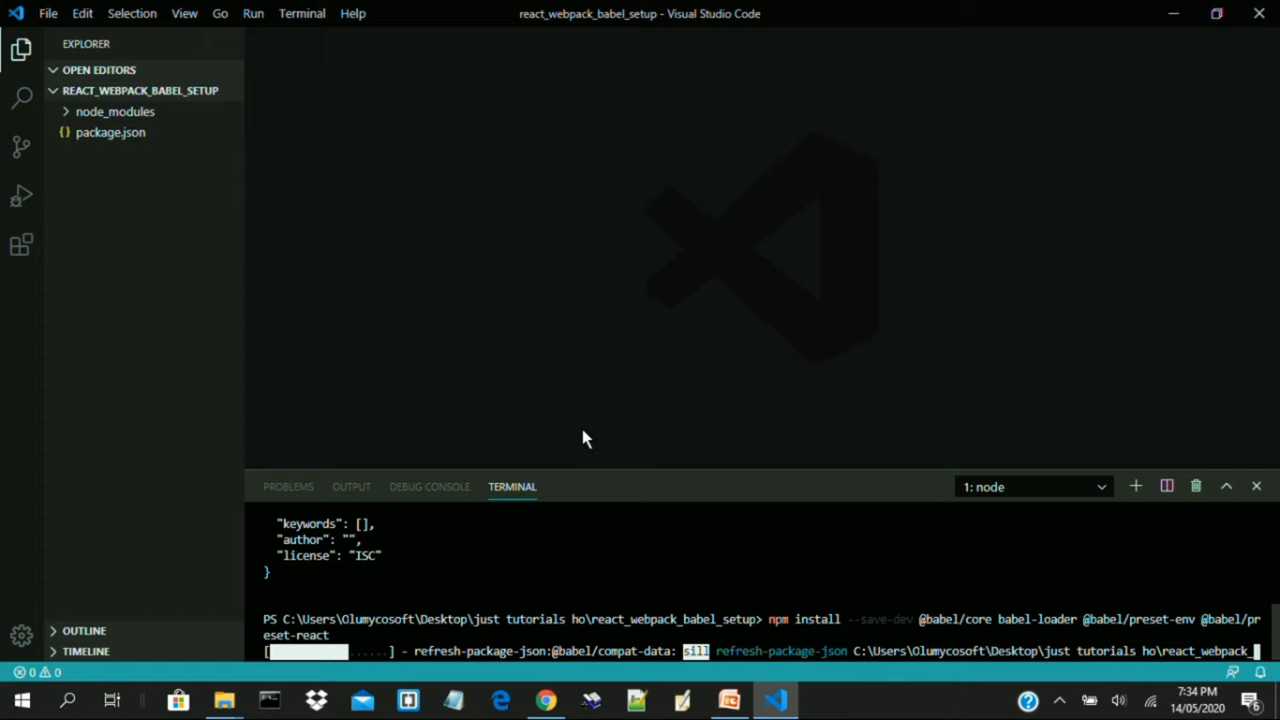 File Edit Selection View Go Run Terminal Help
react_webpack_babel_setup - Visual Studio Code
EXPLORER
OPEN EDITORS
REACT_WEBPACK_BABEL_SETUP
node_modules
{} package.json
OUTLINE
TIMELINE
PROBLEMS OUTPUT DEBUG CONSOLE TERMINAL
1: node
"keywords": [],
"author": "",
"license": "ISC"
}
PS C:\Users\Olumycosoft\Desktop\just tutorials ho\react_webpack_babel_setup> npm install --save-dev @babel/core babel-loader @babel/preset-env @babel/pr
eset-react
[ ......] - refresh-package-json:@babel/compat-data: sill refresh-package-json C:\Users\Olumycosoft\Desktop\just tutorials ho\react_webpack_
0 0
7:34 PM
14/05/2020
6